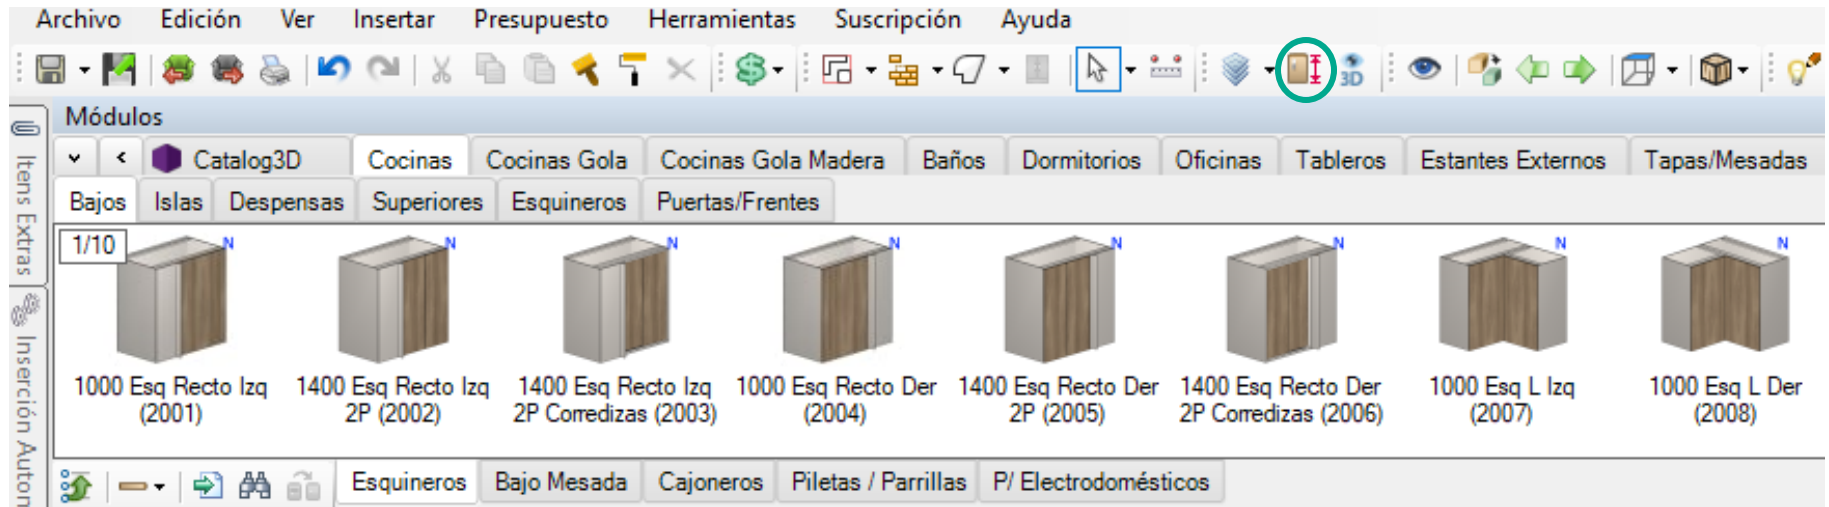 Archivo Edición Ver Insertar Presupuesto Herramientas Suscripción Ayuda
3D
Módulos
Catalog3D Cocinas Cocinas Gola Cocinas Gola Madera Baños Dormitorios Oficinas Tableros Estantes Externos Tapas/Mesadas
Bajos Islas Despensas Superiores Esquineros Puertas/Frentes
Itens Extras
Inserción Autom
1/10
N N N N N N N N
1000 Esq Recto Izq (2001)
1400 Esq Recto Izq 2P (2002)
1400 Esq Recto Izq 2P Corredizas (2003)
1000 Esq Recto Der (2004)
1400 Esq Recto Der 2P (2005)
1400 Esq Recto Der 2P Corredizas (2006)
1000 Esq L Izq (2007)
1000 Esq L Der (2008)
Esquineros Bajo Mesada Cajoneros Piletas / Parrillas P/ Electrodomésticos